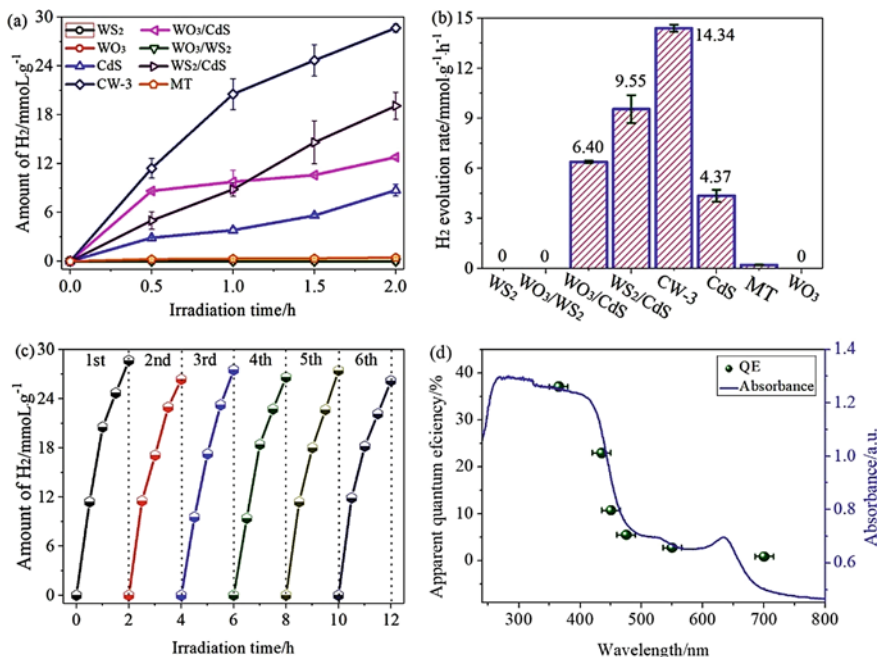 (a)
Amount of H₂/mmoL·g⁻¹
30
24
18
12
6
0
WS₂
WO₃
CdS
CW-3
WO₃/CdS
WO₃/WS₂
WS₂/CdS
MT
0.0 0.5 1.0 1.5 2.0
Irradiation time/h
(b)
H₂ evolution rate/mmol·g⁻¹·h⁻¹
15
12
9
6
3
0
0
0
6.40
9.55
14.34
4.37
0
WS₂
WO₃/WS₂
WO₃/CdS
WS₂/CdS
CW-3
CdS
MT
WO₃
(c)
Amount of H₂/mmoL·g⁻¹
30
24
18
12
6
0
1st 2nd 3rd 4th 5th 6th
0 2 4 6 8 10 12
Irradiation time/h
(d)
Apparent quantum efciency/%
40
30
20
10
0
QE
Absorbance
1.4
1.2
1.0
0.8
0.6
Absorbance/a.u.
300 400 500 600 700 800
Wavelength/nm